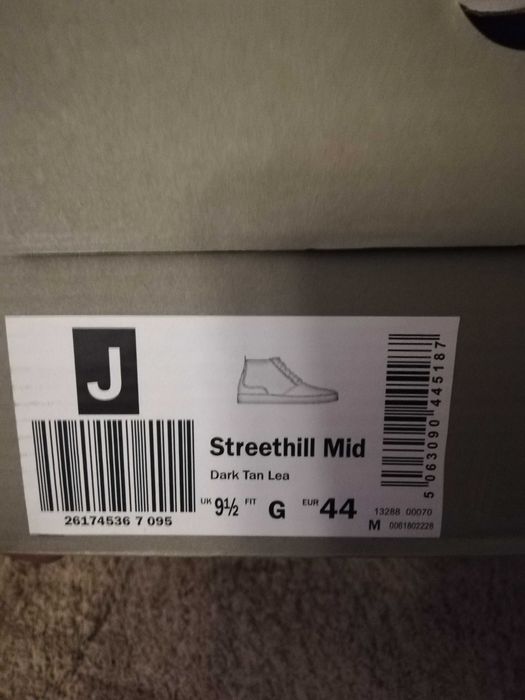 J
Streethill Mid
Dark Tan Lea
UK 9½ FIT G EUR 44
26174536 7 095
13288 00070
M 0061802228
5 063090 445187